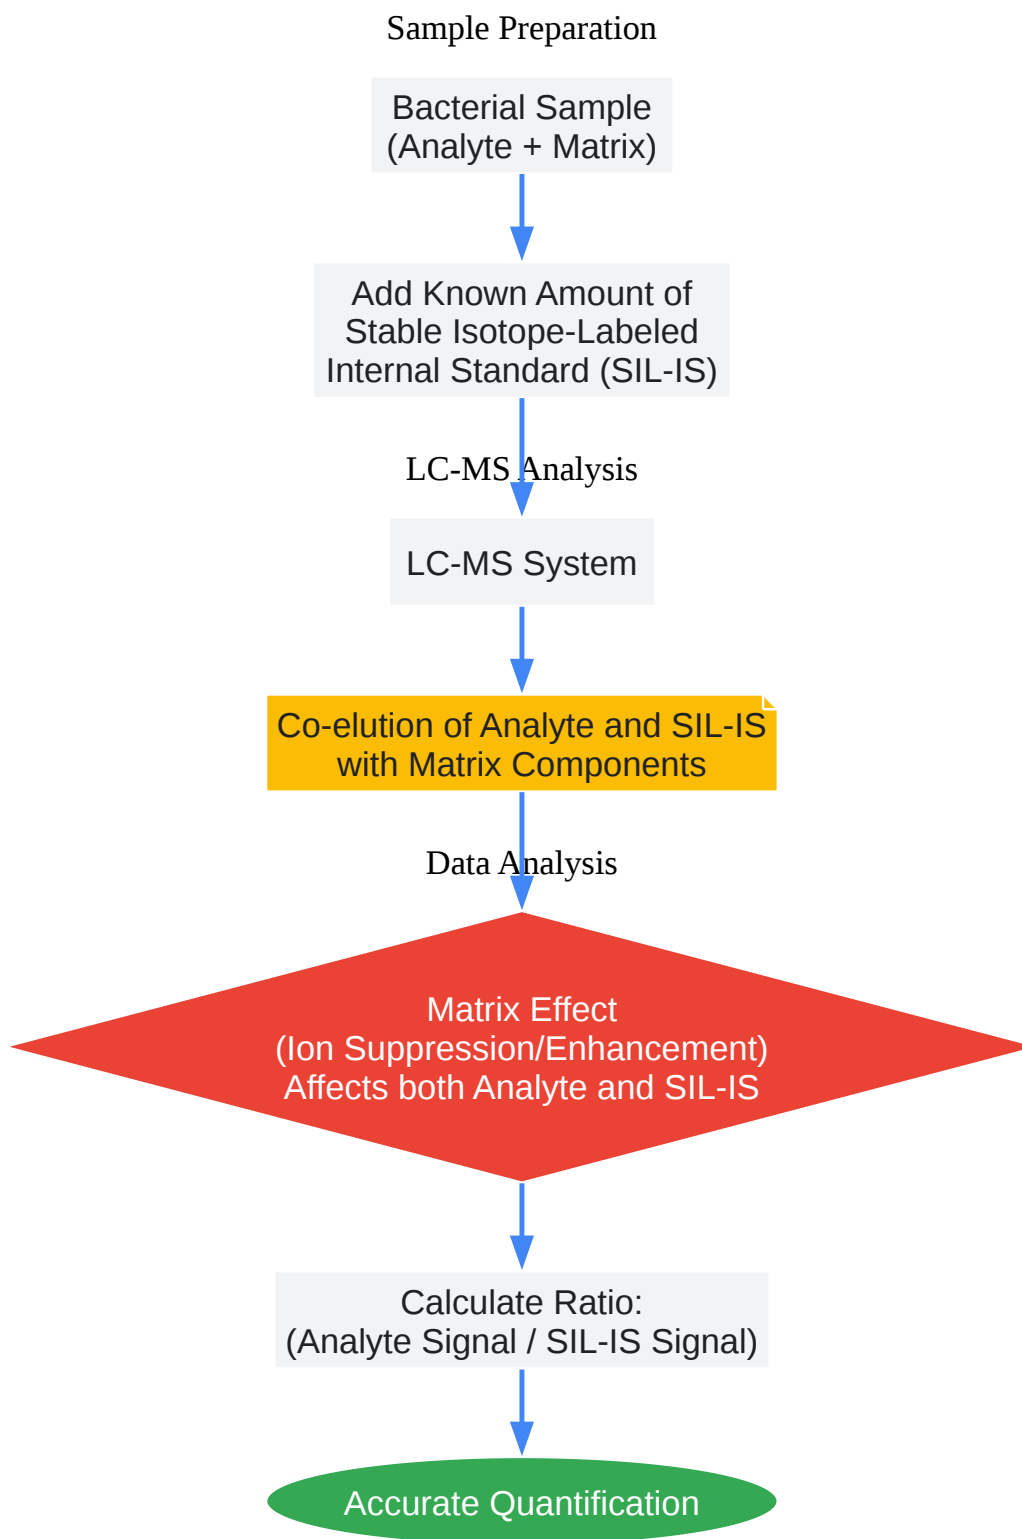 Sample Preparation
Bacterial Sample
(Analyte + Matrix)
Add Known Amount of
Stable Isotope-Labeled
Internal Standard (SIL-IS)
LC-MS Analysis
LC-MS System
Co-elution of Analyte and SIL-IS
with Matrix Components
Data Analysis
Matrix Effect
(Ion Suppression/Enhancement)
Affects both Analyte and SIL-IS
Calculate Ratio:
(Analyte Signal / SIL-IS Signal)
Accurate Quantification